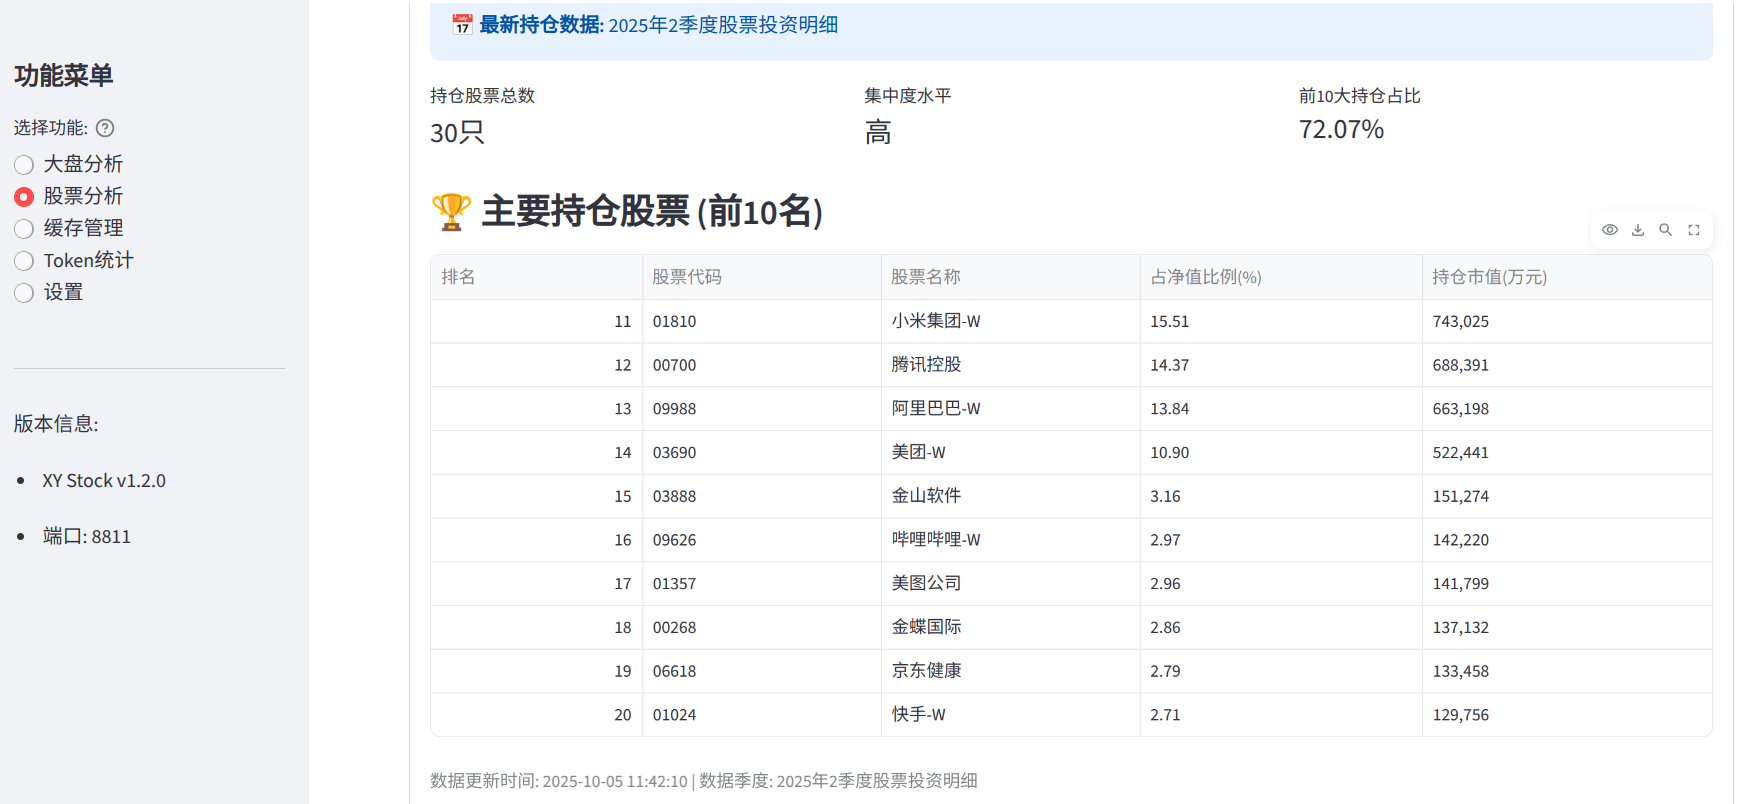 功能菜单
选择功能:
大盘分析
股票分析
缓存管理
Token统计
设置
版本信息:
XY Stock v1.2.0
端口: 8811
最新持仓数据: 2025年2季度股票投资明细
持仓股票总数 集中度水平 前10大持仓占比
30只 高 72.07%
主要持仓股票 (前10名)
排名 股票代码 股票名称 占净值比例(%) 持仓市值(万元)
11 01810 小米集团-W 15.51 743,025
12 00700 腾讯控股 14.37 688,391
13 09988 阿里巴巴-W 13.84 663,198
14 03690 美团-W 10.90 522,441
15 03888 金山软件 3.16 151,274
16 09626 哔哩哔哩-W 2.97 142,220
17 01357 美图公司 2.96 141,799
18 00268 金蝶国际 2.86 137,132
19 06618 京东健康 2.79 133,458
20 01024 快手-W 2.71 129,756
数据更新时间: 2025-10-05 11:42:10 | 数据季度: 2025年2季度股票投资明细